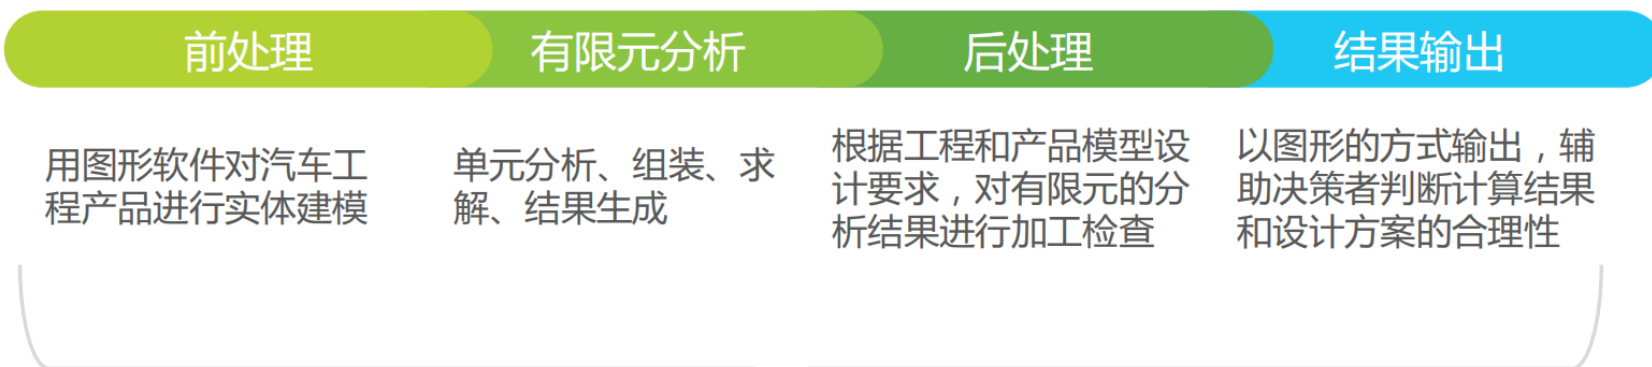 前处理
有限元分析
后处理
结果输出
用图形软件对汽车工
程产品进行实体建模
单元分析、组装、求
解、结果生成
根据工程和产品模型设
计要求，对有限元的分
析结果进行加工检查
以图形的方式输出，辅
助决策者判断计算结果
和设计方案的合理性